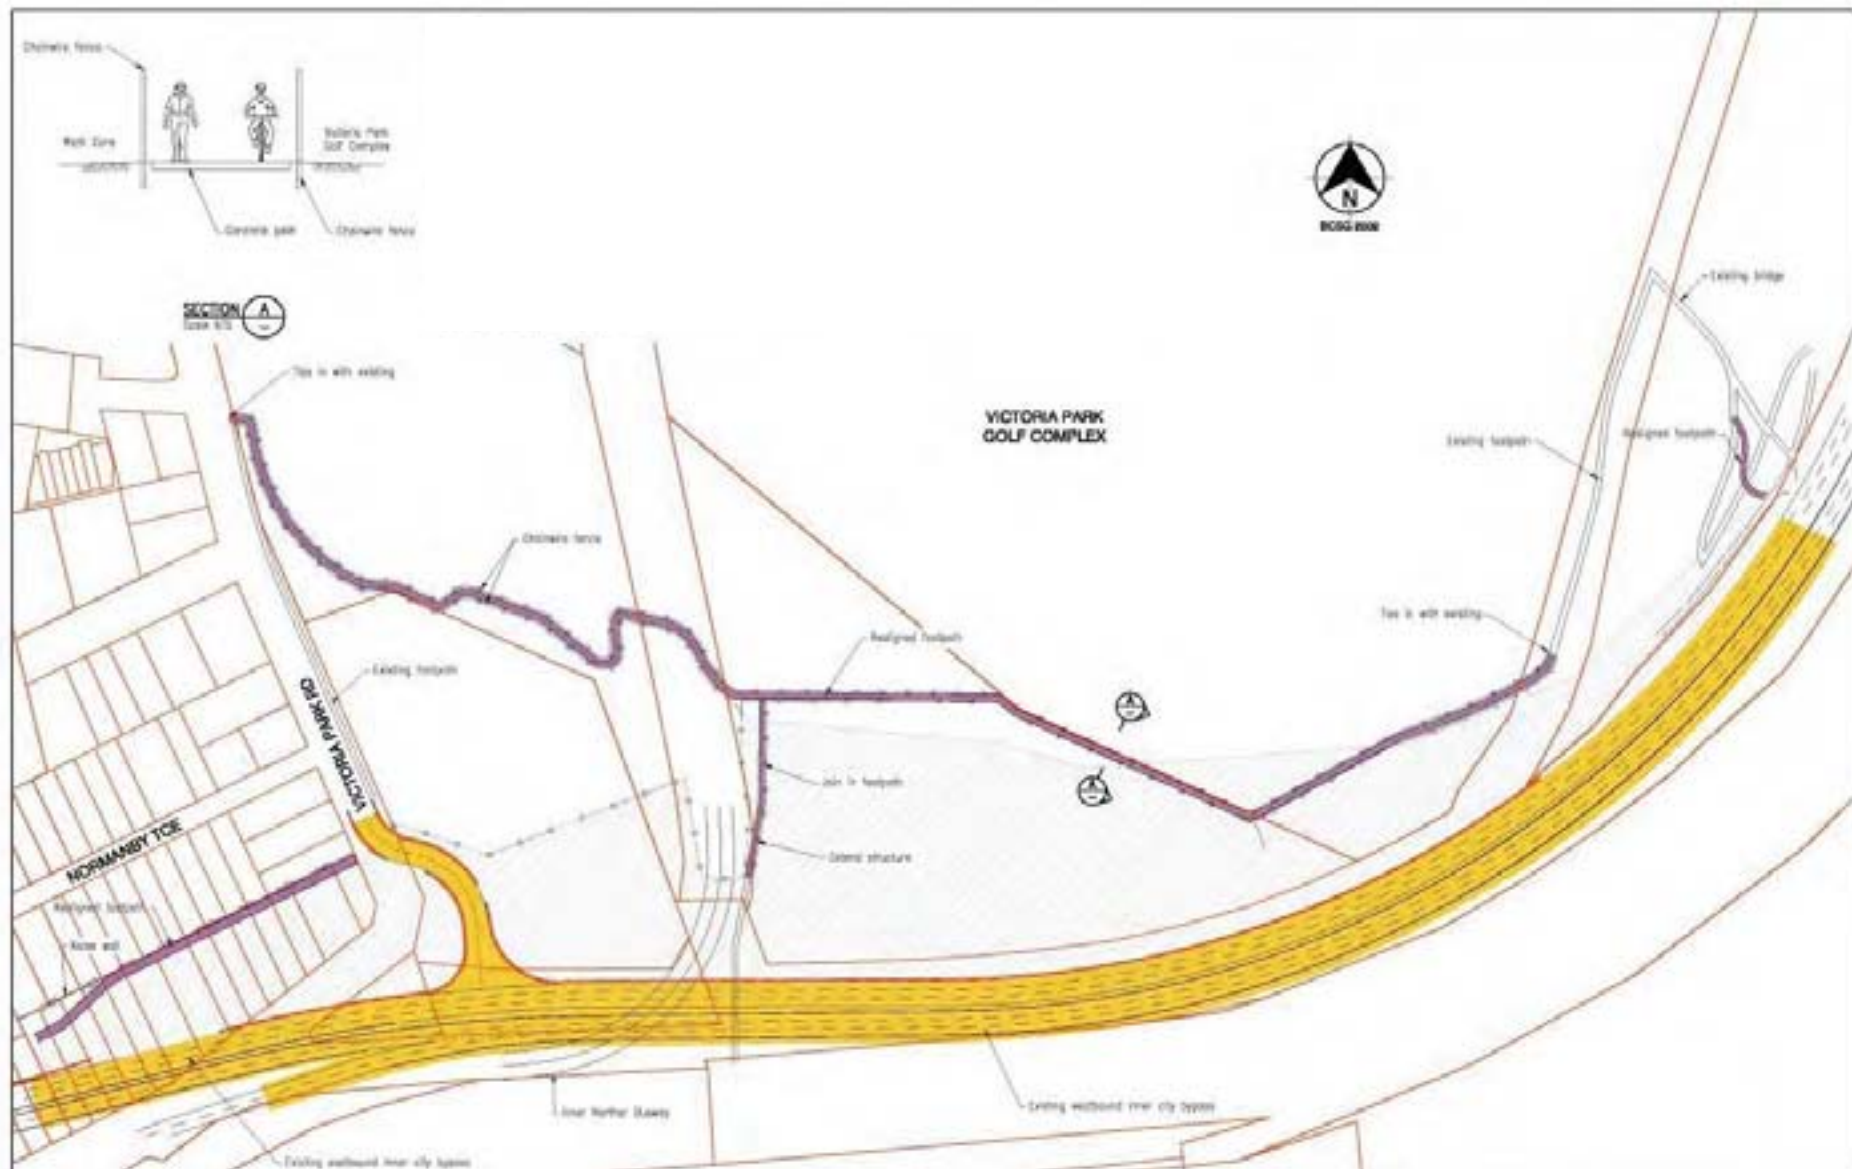 Chainwire fence
Work Zone
Victoria Park
Golf Complex
Concrete path
Chainwire fence
SECTION A
Scale NTS
N
Existing bridge
Ties in with existing
VICTORIA PARK
GOLF COMPLEX
Existing footpath
Realigned footpath
Chainwire fence
Ties in with existing
Realigned footpath
Existing footpath
VICTORIA PARK RD
A
A
Join in footpath
NORMANBY TCE
Extend structure
Realigned footpath
Noise wall
Inner Northern Busway
Existing westbound inner city bypass
Existing westbound inner city bypass